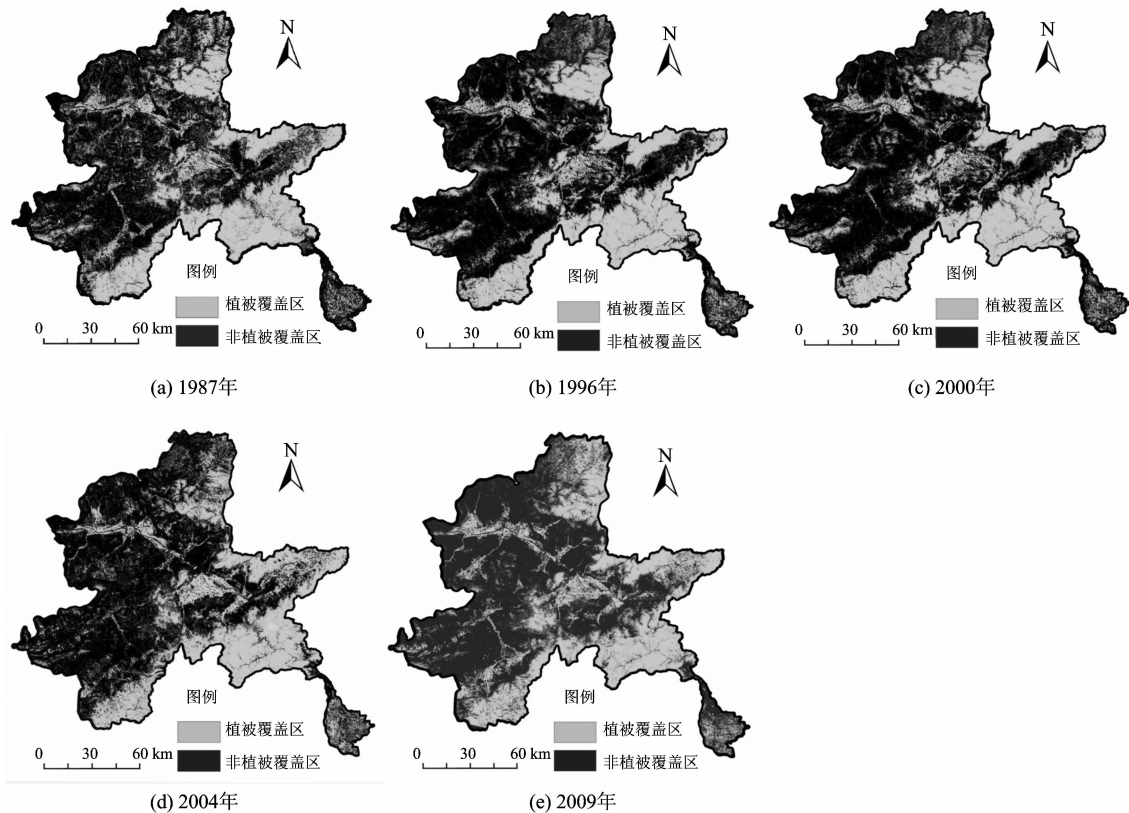 N
图例
植被覆盖区
非植被覆盖区
0 30 60 km
(a) 1987年
N
图例
植被覆盖区
非植被覆盖区
0 30 60 km
(b) 1996年
N
图例
植被覆盖区
非植被覆盖区
0 30 60 km
(c) 2000年
N
图例
植被覆盖区
非植被覆盖区
0 30 60 km
(d) 2004年
N
图例
植被覆盖区
非植被覆盖区
0 30 60 km
(e) 2009年